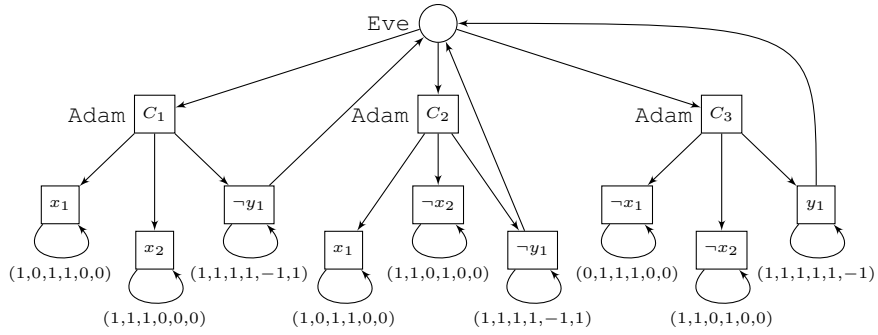 Eve
Adam C₁ Adam C₂ Adam C₃
x₁ ¬y₁ ¬x₂ ¬x₁ y₁
x₂ x₁ ¬y₁ ¬x₂
(1,0,1,1,0,0) (1,1,1,1,−1,1) (1,1,0,1,0,0) (0,1,1,1,0,0) (1,1,1,1,1,−1)
(1,1,1,0,0,0) (1,0,1,1,0,0) (1,1,1,1,−1,1) (1,1,0,1,0,0)